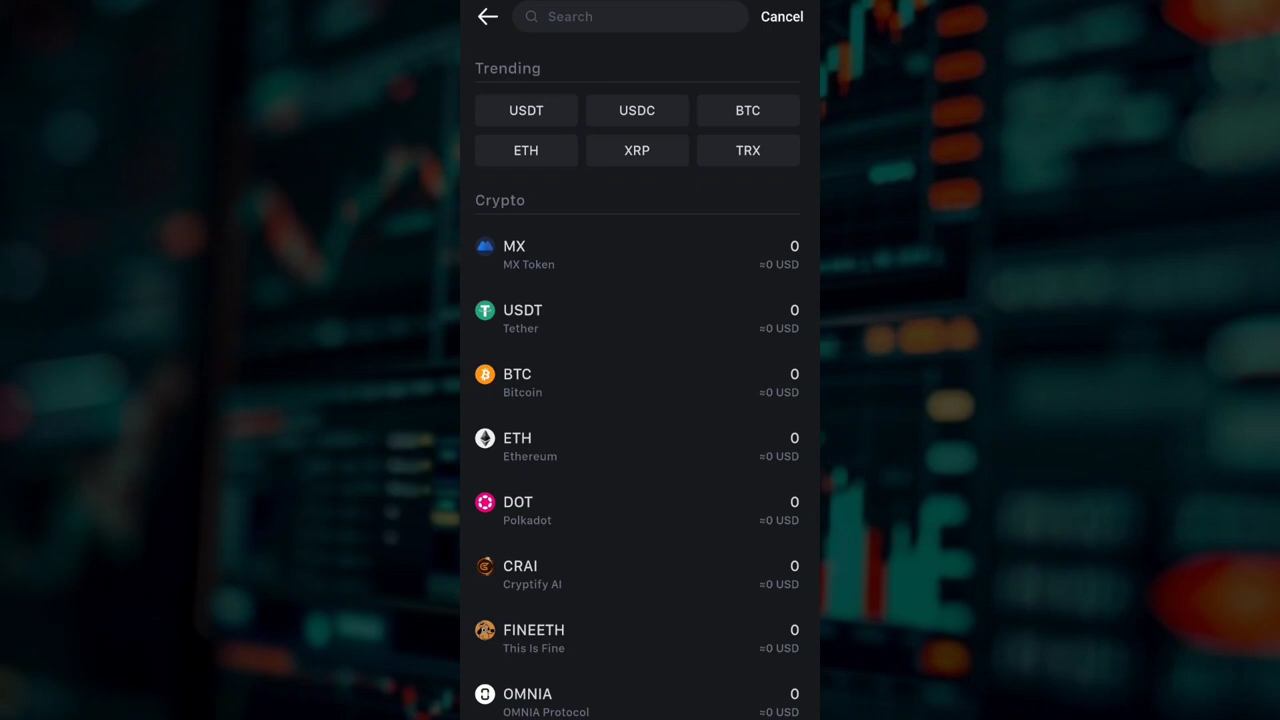 Search Cancel
Trending
USDT USDC BTC
ETH XRP TRX
Crypto
MX 0
MX Token ≈0 USD
USDT 0
Tether ≈0 USD
BTC 0
Bitcoin ≈0 USD
ETH 0
Ethereum ≈0 USD
DOT 0
Polkadot ≈0 USD
CRAI 0
Cryptify AI ≈0 USD
FINEETH 0
This Is Fine ≈0 USD
OMNIA 0
OMNIA Protocol ≈0 USD